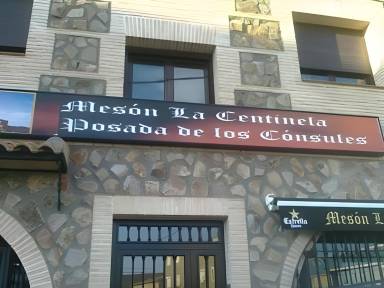 Mesón La Centinela
Posada de los Cónsules
Estrella
Mesón L